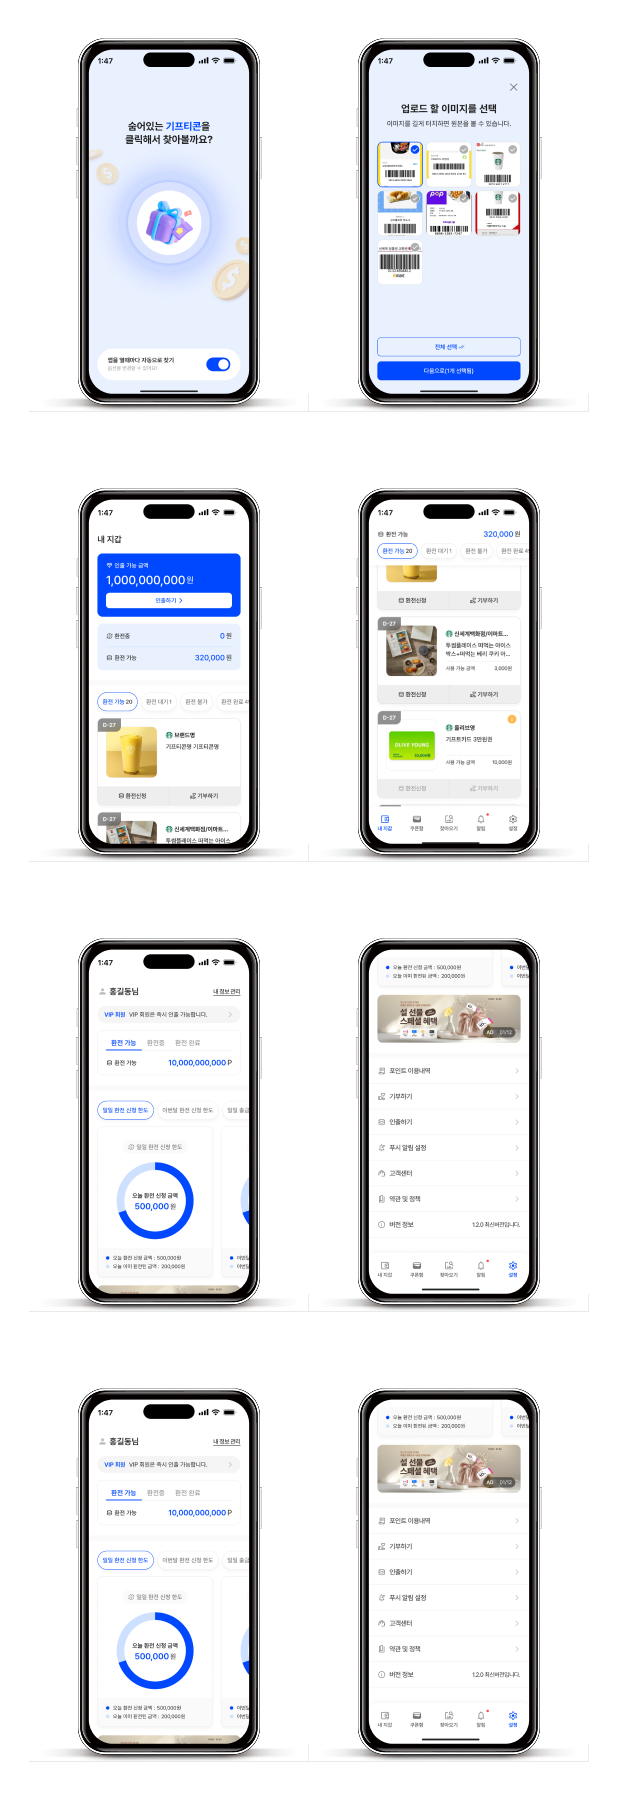 1:47
숨어있는 기프티콘을
클릭해서 찾아볼까요?
앱을 열때마다 자동으로 찾기
1:47
업로드 할 이미지를 선택
이미지를 길게 터치하면 원본을 볼 수 있습니다.
전체 선택
다음으로(1개 선택됨)
1:47
내 지갑
인출 가능 금액
1,000,000,000원
인출하기
환전중 0 원
환전 가능 320,000 원
환전 가능 20 환전 대기 1 환전 불가 환전 완료 4
D-27
브랜드명
기프티콘명 기프티콘명
환전신청 기부하기
D-27
신세계백화점/이마트...
투썸플레이스 떠먹는 아이스
1:47
환전 가능 320,000 원
환전 가능 20 환전 대기 1 환전 불가 환전 완료 4
환전신청 기부하기
D-27
신세계백화점/이마트...
투썸플레이스 떠먹는 아이스
박스+떠먹는 베리 쿠키 아...
사용 가능 금액 3,000원
환전신청 기부하기
D-27
올리브영
기프트카드 3만원권
OLIVE YOUNG
사용 가능 금액 10,000원
환전신청 기부하기
내 지갑 쿠폰함 찾아오기 알림 설정
1:47
홍길동님 내 정보 관리
VIP 회원 VIP 회원은 즉시 인출 가능합니다.
환전 가능 환전중 환전 완료
환전 가능 10,000,000,000 P
일일 환전 신청 한도 이번달 환전 신청 한도 일일 출금
일일 환전 신청 한도
오늘 환전 신청 금액
500,000 원
오늘 환전 신청 금액 : 500,000원
오늘 이미 환전된 금액 : 200,000원
이번달
이번달
오늘 환전 신청 금액 : 500,000원
오늘 이미 환전된 금액 : 200,000원
이번달
이번달
설 선물
스페셜 혜택
AD 01/12
포인트 이용내역
기부하기
인출하기
푸시 알림 설정
고객센터
약관 및 정책
버전 정보 1.2.0 최신버전입니다.
내 지갑 쿠폰함 찾아오기 알림 설정
1:47
홍길동님 내 정보 관리
VIP 회원 VIP 회원은 즉시 인출 가능합니다.
환전 가능 환전중 환전 완료
환전 가능 10,000,000,000 P
일일 환전 신청 한도 이번달 환전 신청 한도 일일 출금
일일 환전 신청 한도
오늘 환전 신청 금액
500,000 원
오늘 환전 신청 금액 : 500,000원
오늘 이미 환전된 금액 : 200,000원
이번달
이번달
오늘 환전 신청 금액 : 500,000원
오늘 이미 환전된 금액 : 200,000원
이번달
이번달
설 선물
스페셜 혜택
AD 01/12
포인트 이용내역
기부하기
인출하기
푸시 알림 설정
고객센터
약관 및 정책
버전 정보 1.2.0 최신버전입니다.
내 지갑 쿠폰함 찾아오기 알림 설정